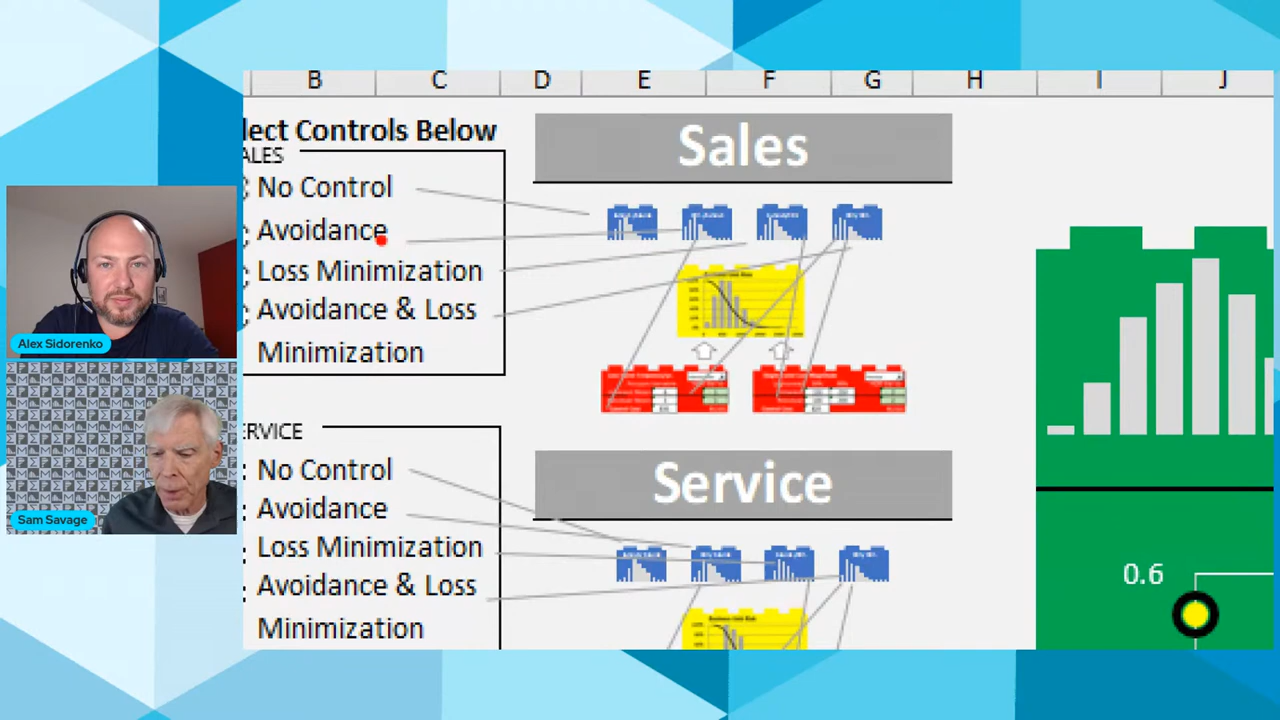 B C D E F G H I J
lect Controls Below
ALES
No Control
Avoidance
Loss Minimization
Avoidance & Loss
Minimization
Sales
ERVICE
No Control
Avoidance
Loss Minimization
Avoidance & Loss
Minimization
Service
0.6
Alex Sidorenko
Sam Savage